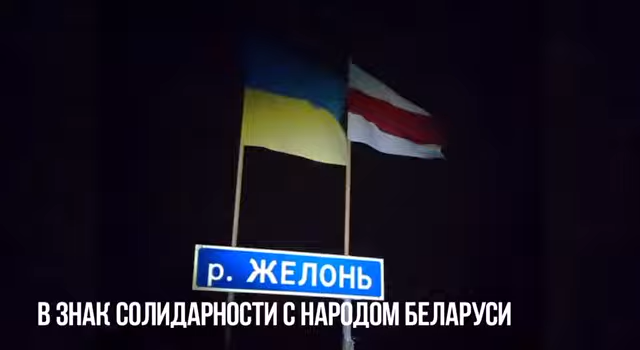 р. ЖЕЛОНЬ
В ЗНАК СОЛИДАРНОСТИ С НАРОДОМ БЕЛАРУСИ